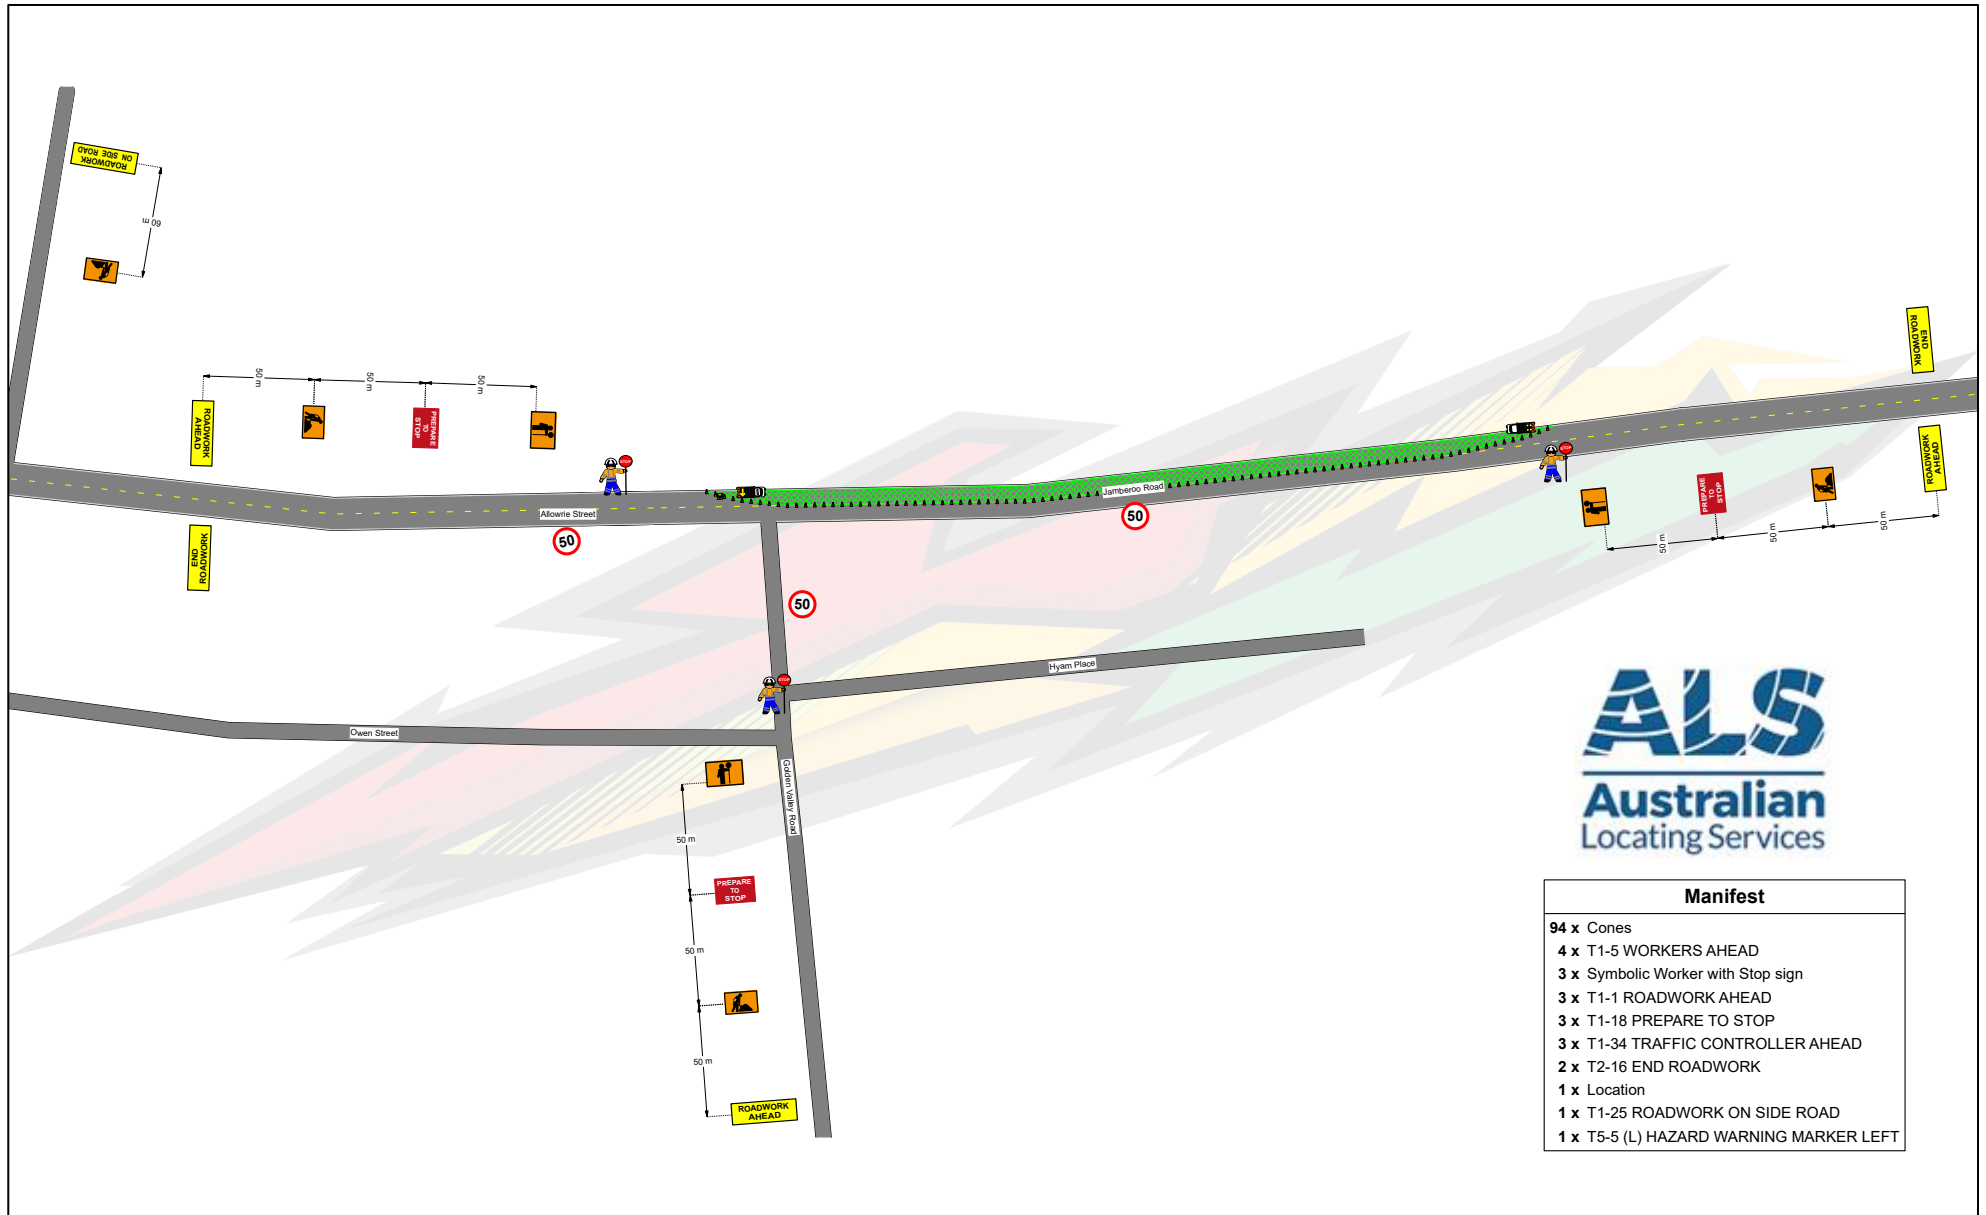 ROADWORK
ON SIDE ROAD
60 m
50 m
50 m
50 m
ROADWORK
AHEAD
PREPARE
TO
STOP
STOP
END
ROADWORK
Allowrie Street
50
Jamberoo Road
50
STOP
END
ROADWORK
ROADWORK
AHEAD
PREPARE
TO
STOP
50 m
50 m
50 m
50
Hyam Place
STOP
Owen Street
Golden Valley Road
50 m
PREPARE
TO
STOP
50 m
50 m
ROADWORK
AHEAD
ALS
Australian
Locating Services
Manifest
94 x Cones
4 x T1-5 WORKERS AHEAD
3 x Symbolic Worker with Stop sign
3 x T1-1 ROADWORK AHEAD
3 x T1-18 PREPARE TO STOP
3 x T1-34 TRAFFIC CONTROLLER AHEAD
2 x T2-16 END ROADWORK
1 x Location
1 x T1-25 ROADWORK ON SIDE ROAD
1 x T5-5 (L) HAZARD WARNING MARKER LEFT